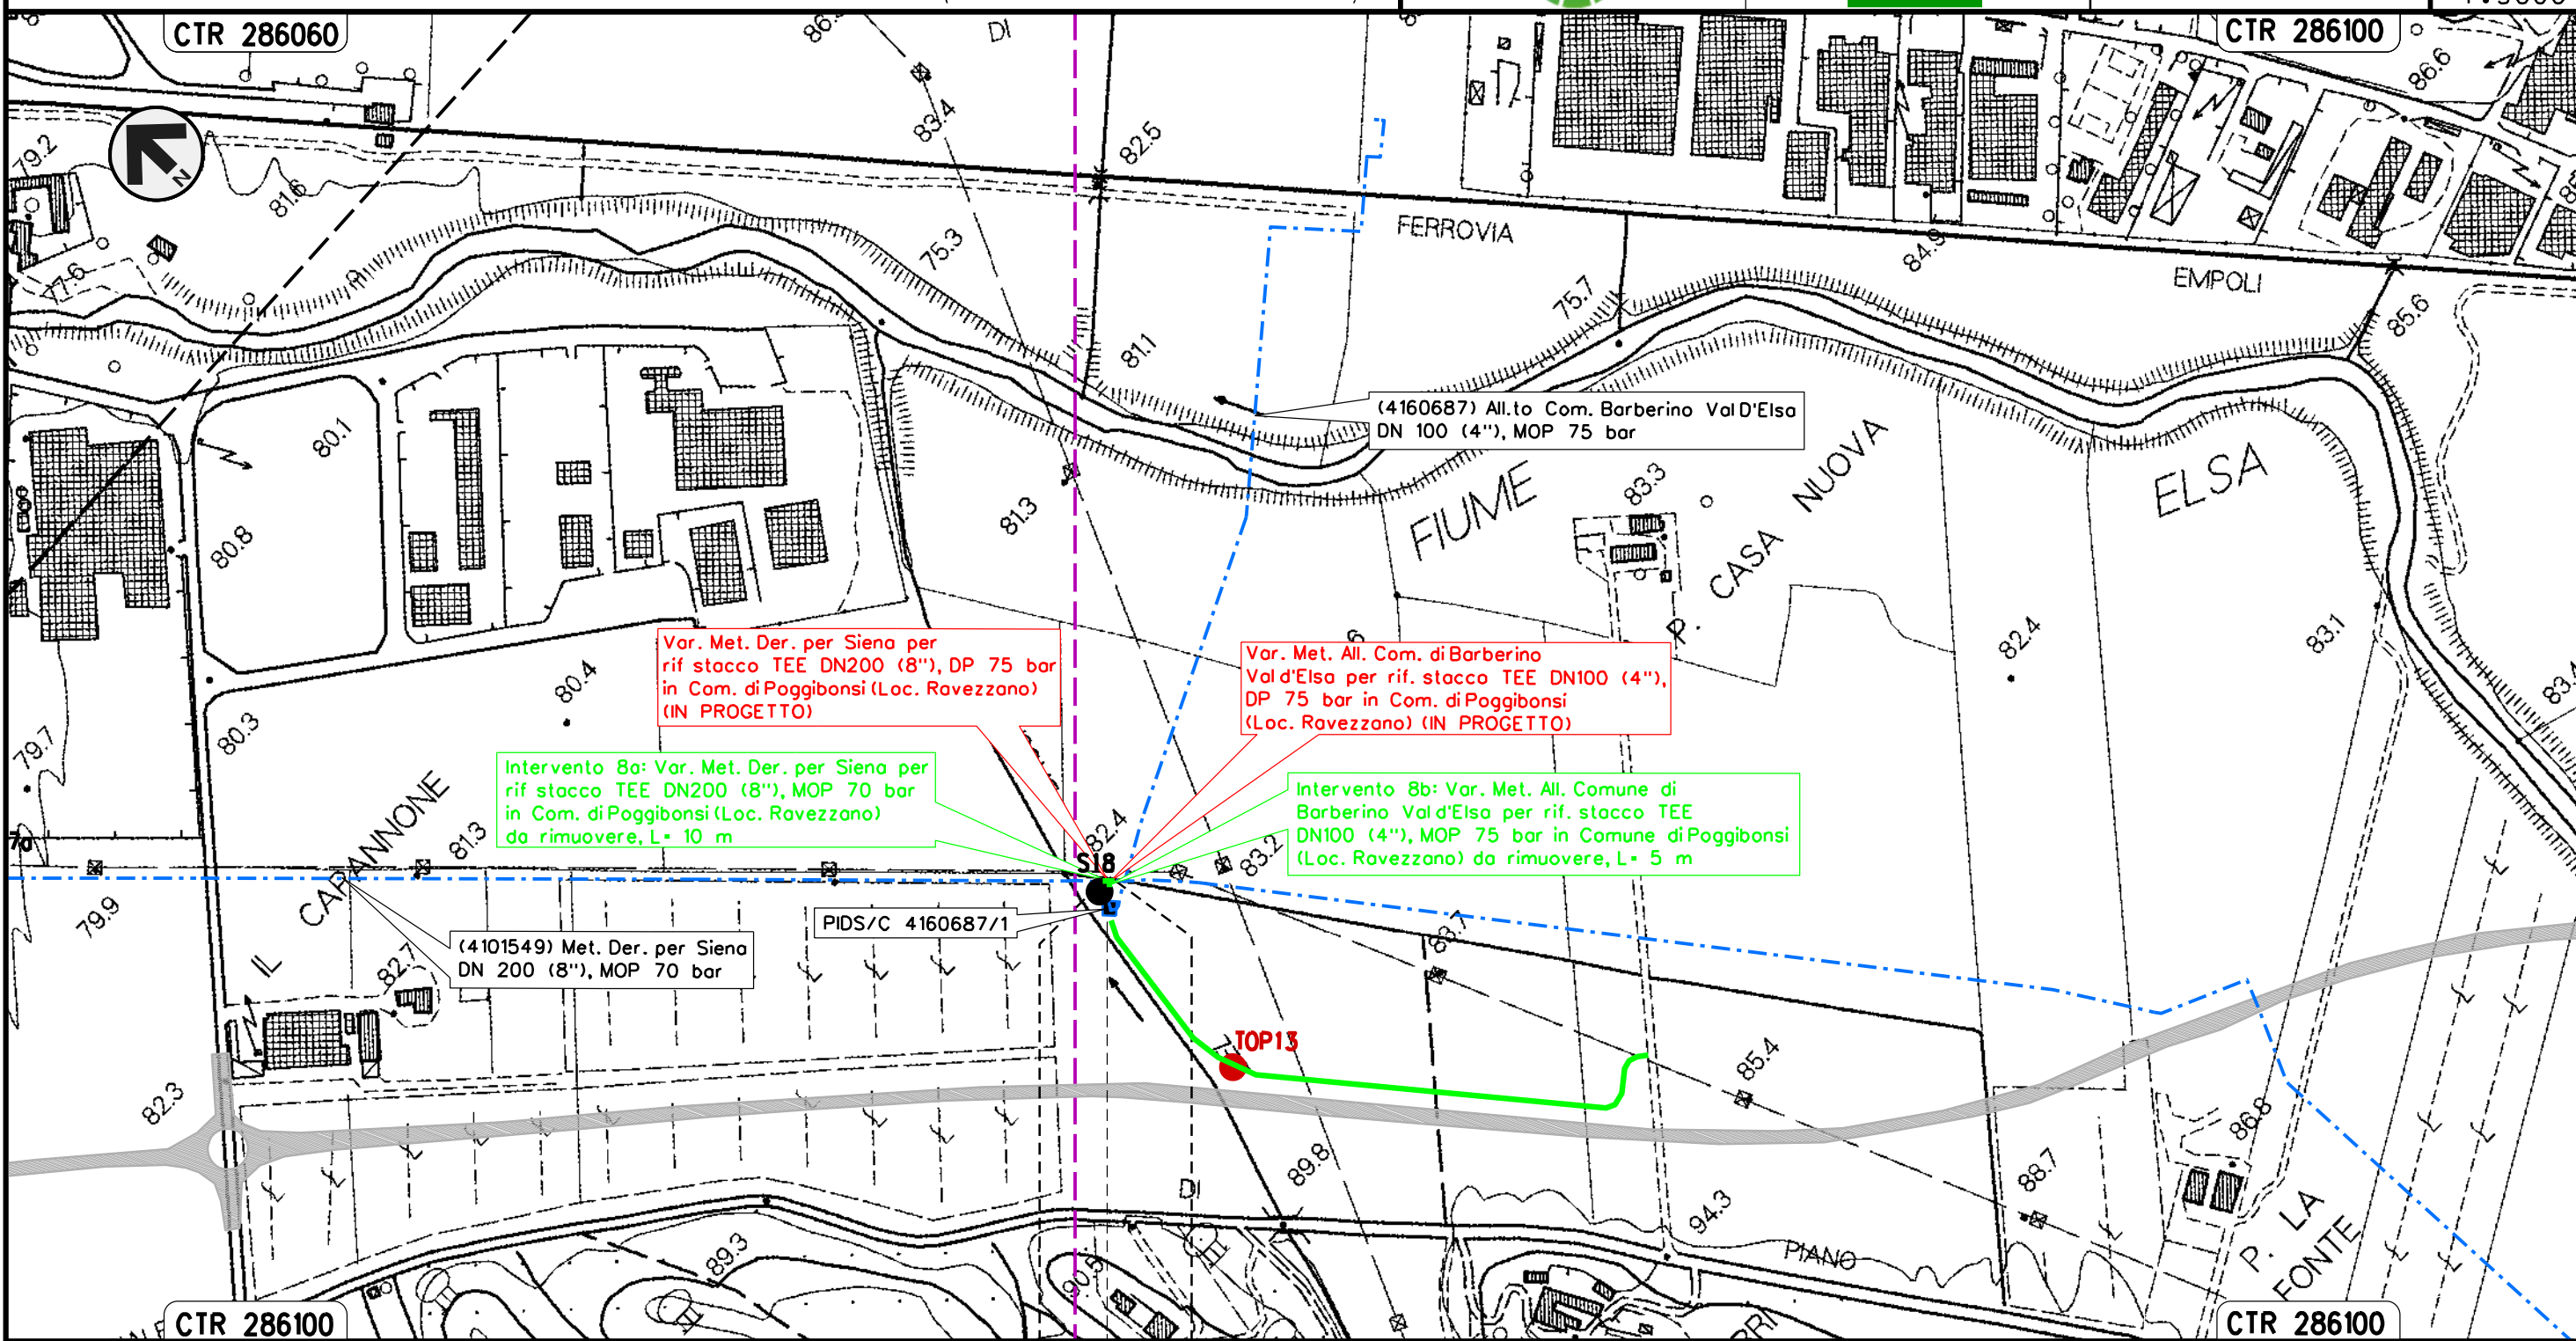 CTR 286060
DI
CTR 286100
86.6
83.4
82.5
79.2
81.6
FERROVIA
75.3
84.9
EMPOLI
77.6
75.7
85.6
81.1
(4160687) All.to Com. Barberino Val D'Elsa
DN 100 (4"), MOP 75 bar
80.1
FIUME
ELSA
83.3
P. CASA NUOVA
81.3
80.8
82.4
83.1
80.4
Var. Met. Der. per Siena per
rif stacco TEE DN200 (8"), DP 75 bar
in Com. di Poggibonsi (Loc. Ravezzano)
(IN PROGETTO)
Var. Met. All. Com. di Barberino
Val d'Elsa per rif. stacco TEE DN100 (4"),
DP 75 bar in Com. di Poggibonsi
(Loc. Ravezzano) (IN PROGETTO)
80.3
79.7
Intervento 8a: Var. Met. Der. per Siena per
rif stacco TEE DN200 (8"), MOP 70 bar
in Com. di Poggibonsi (Loc. Ravezzano)
da rimuovere, L= 10 m
Intervento 8b: Var. Met. All. Comune di
Barberino Val d'Elsa per rif. stacco TEE
DN100 (4"), MOP 75 bar in Comune di Poggibonsi
(Loc. Ravezzano) da rimuovere, L= 5 m
82.4
81.3
83.2
S18
IL CAPANNONE
79.9
PIDS/C 4160687/1
83.7
(4101549) Met. Der. per Siena
DN 200 (8"), MOP 70 bar
82.7
TOP13
85.4
82.3
86.8
89.8
88.7
DI
94.3
P. LA FONTE
PIANO
89.3
90.5
CTR 286100
CTR 286100